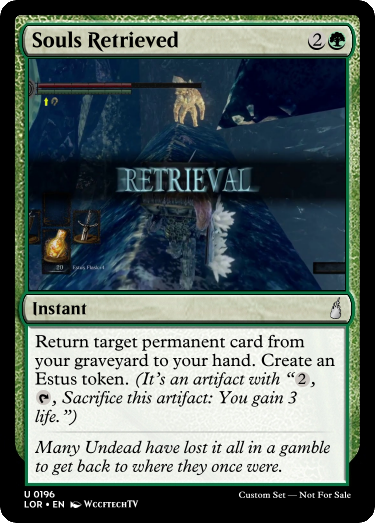 Souls Retrieved 2
RETRIEVAL
20 Estus Flask+1
Instant
Return target permanent card from
your graveyard to your hand. Create an
Estus token. (It's an artifact with “2,
, Sacrifice this artifact: You gain 3
life.”)
Many Undead have lost it all in a gamble
to get back to where they once were.
U 0196
LOR • EN WccftechTV
Custom Set — Not For Sale